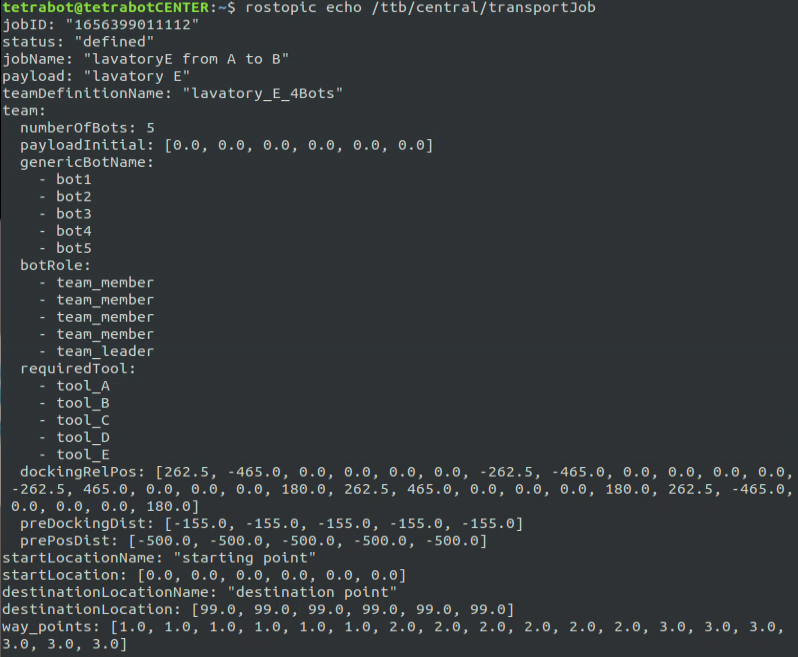 tetrabot@tetrabotCENTER:~$ rostopic echo /ttb/central/transportJob
jobID: "1656399011112"
status: "defined"
jobName: "lavatoryE from A to B"
payload: "lavatory E"
teamDefinitionName: "lavatory_E_4Bots"
team:
  numberOfBots: 5
  payloadInitial: [0.0, 0.0, 0.0, 0.0, 0.0, 0.0]
  genericBotName:
    - bot1
    - bot2
    - bot3
    - bot4
    - bot5
  botRole:
    - team_member
    - team_member
    - team_member
    - team_member
    - team_leader
  requiredTool:
    - tool_A
    - tool_B
    - tool_C
    - tool_D
    - tool_E
  dockingRelPos: [262.5, -465.0, 0.0, 0.0, 0.0, 0.0, -262.5, -465.0, 0.0, 0.0, 0.0, 0.0,
 -262.5, 465.0, 0.0, 0.0, 0.0, 180.0, 262.5, 465.0, 0.0, 0.0, 0.0, 180.0, 262.5, -465.0,
 0.0, 0.0, 0.0, 180.0]
  preDockingDist: [-155.0, -155.0, -155.0, -155.0, -155.0]
  prePosDist: [-500.0, -500.0, -500.0, -500.0, -500.0]
startLocationName: "starting point"
startLocation: [0.0, 0.0, 0.0, 0.0, 0.0, 0.0]
destinationLocationName: "destination point"
destinationLocation: [99.0, 99.0, 99.0, 99.0, 99.0, 99.0]
way_points: [1.0, 1.0, 1.0, 1.0, 1.0, 1.0, 2.0, 2.0, 2.0, 2.0, 2.0, 2.0, 3.0, 3.0, 3.0,
3.0, 3.0, 3.0]